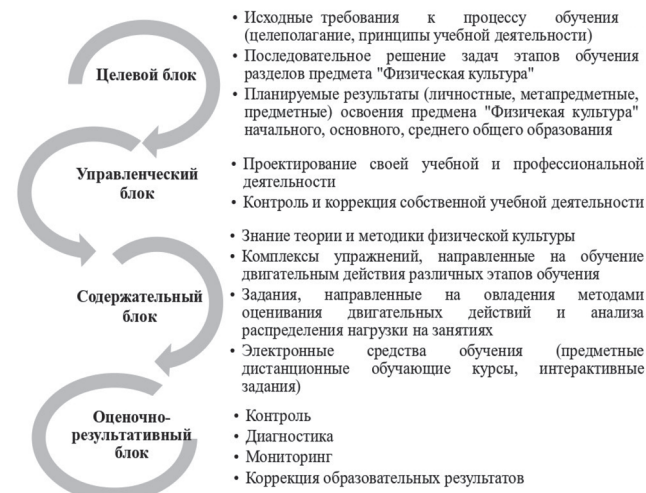 Целевой блок
• Исходные требования к процессу обучения
(целеполагание, принципы учебной деятельности)
• Последовательное решение задач этапов обучения
разделов предмета "Физическая культура"
• Планируемые результаты (личностные, метапредметные,
предметные) освоения предмена "Физичекая культура"
начального, основного, среднего общего образования
Управленческий
блок
• Проектирование своей учебной и профессиональной
деятельности
• Контроль и коррекция собственной учебной деятельности
Содержательный
блок
• Знание теории и методики физической культуры
• Комплексы упражнений, направленные на обучение
двигательным действия различных этапов обучения
• Задания, направленные на овладения методами
оценивания двигательных действий и анализа
распределения нагрузки на занятиях
• Электронные средства обучения (предметные
дистанционные обучающие курсы, интерактивные
задания)
Оценочно-
результативный
блок
• Контроль
• Диагностика
• Мониторинг
• Коррекция образовательных результатов